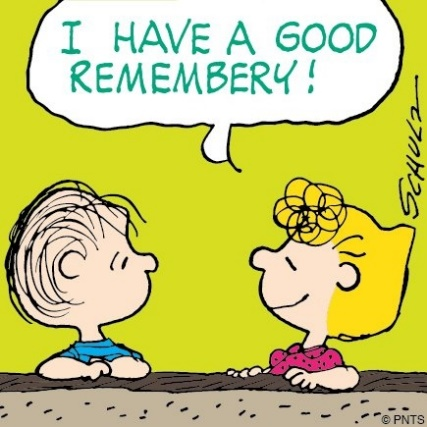 I HAVE A GOOD
REMEMBERY!
SCHULZ
© PNTS